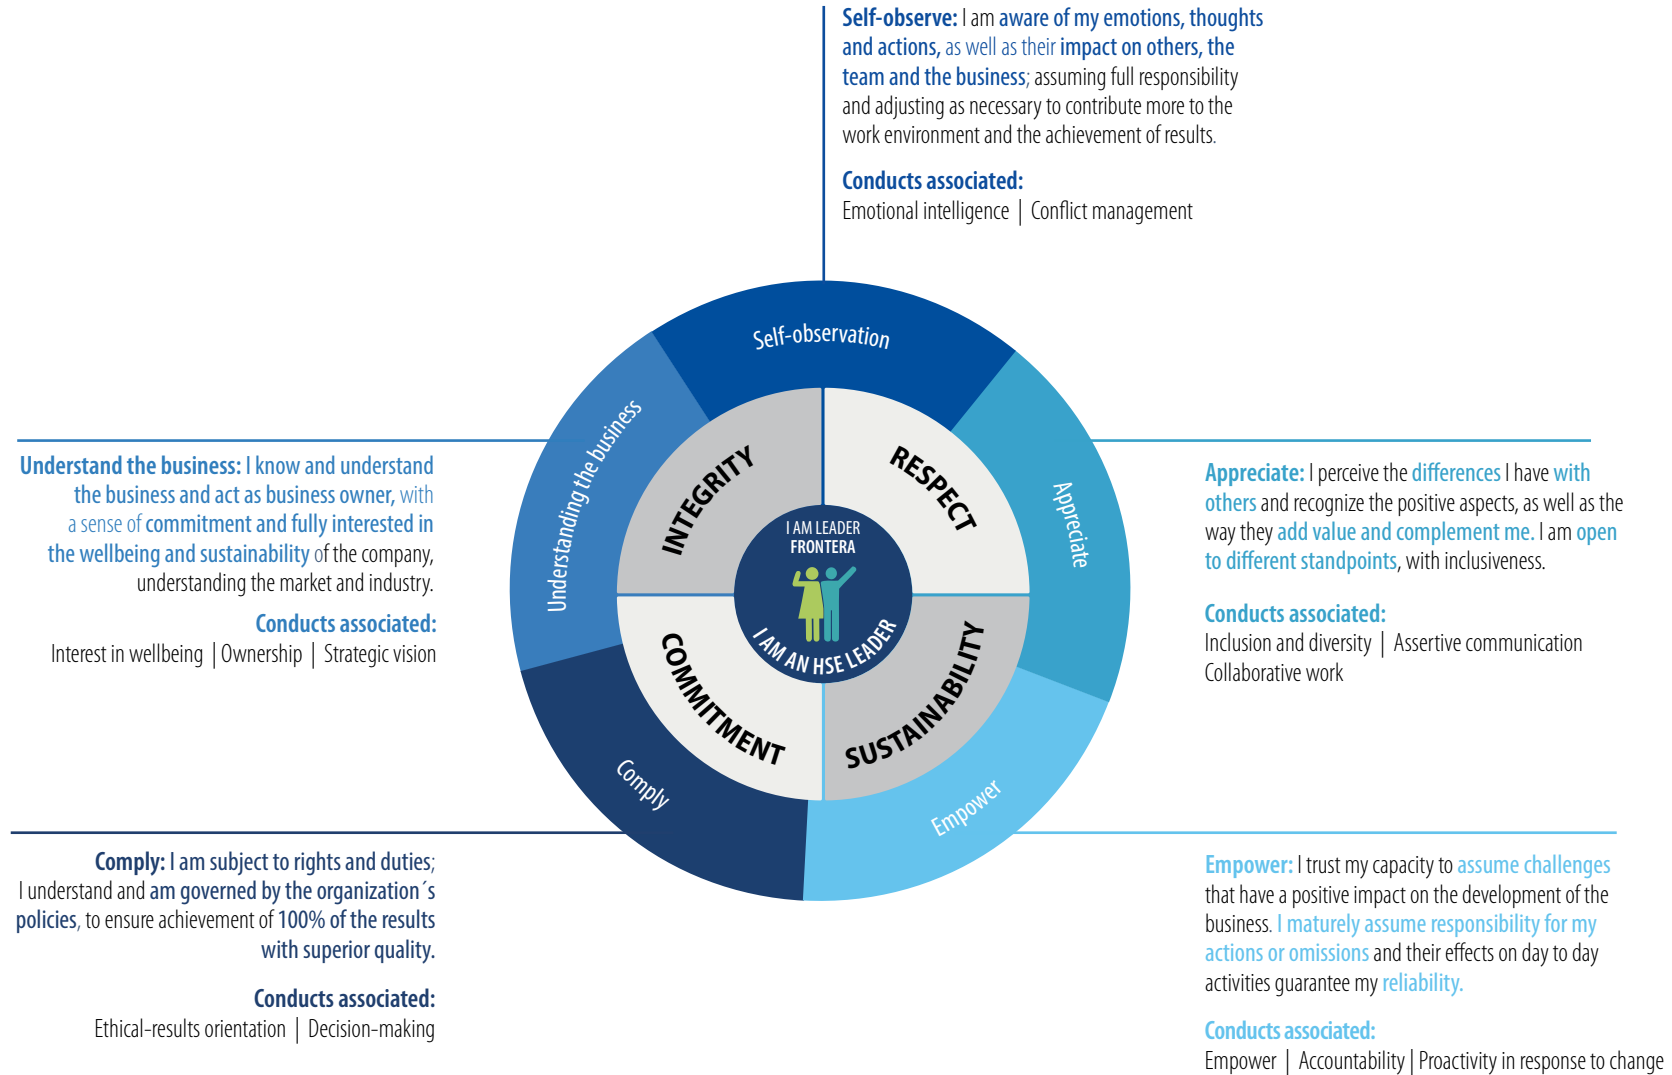 Self-observe: I am aware of my emotions, thoughts
and actions, as well as their impact on others, the
team and the business; assuming full responsibility
and adjusting as necessary to contribute more to the
work environment and the achievement of results.
Conducts associated:
Emotional intelligence | Conflict management
Self-observation
Understanding the business
Appreciate
Comply
Empower
INTEGRITY
RESPECT
COMMITMENT
SUSTAINABILITY
I AM LEADER
FRONTERA
I AM AN HSE LEADER
Understand the business: I know and understand
the business and act as business owner, with
a sense of commitment and fully interested in
the wellbeing and sustainability of the company,
understanding the market and industry.
Conducts associated:
Interest in wellbeing | Ownership | Strategic vision
Appreciate: I perceive the differences I have with
others and recognize the positive aspects, as well as the
way they add value and complement me. I am open
to different standpoints, with inclusiveness.
Conducts associated:
Inclusion and diversity | Assertive communication
Collaborative work
Comply: I am subject to rights and duties;
I understand and am governed by the organization´s
policies, to ensure achievement of 100% of the results
with superior quality.
Conducts associated:
Ethical-results orientation | Decision-making
Empower: I trust my capacity to assume challenges
that have a positive impact on the development of the
business. I maturely assume responsibility for my
actions or omissions and their effects on day to day
activities guarantee my reliability.
Conducts associated:
Empower | Accountability | Proactivity in response to change